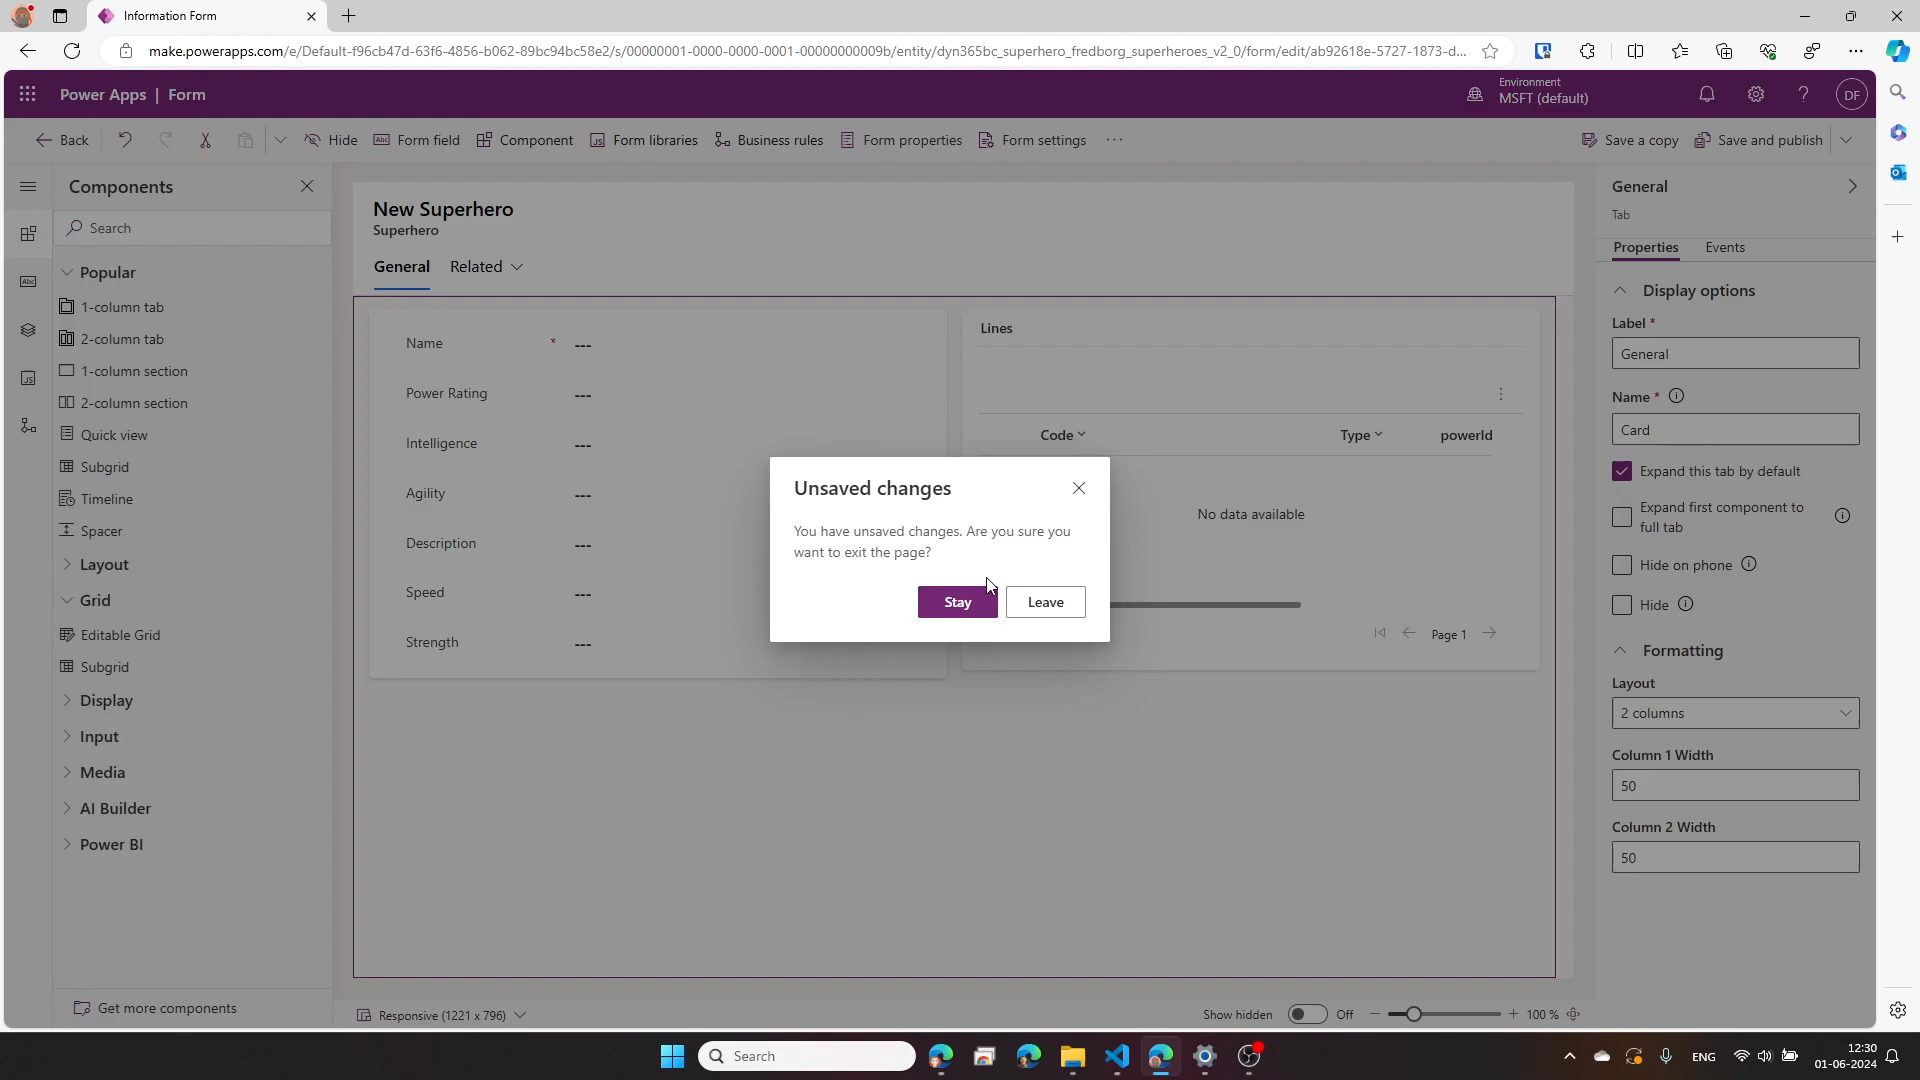 Information Form
make.powerapps.com/e/Default-f96cb47d-63f6-4856-b062-89bc94bc58e2/s/00000001-0000-0000-0001-00000000009b/entity/dyn365bc_superhero_fredborg_superheroes_v2_0/form/edit/ab92618e-5727-1873-d...
Power Apps | Form
Environment
MSFT (default)
DF
Back
Hide
Abc Form field
Component
JS Form libraries
Business rules
Form properties
Form settings
...
Save a copy
Save and publish
Components
Search
Popular
1-column tab
2-column tab
1-column section
2-column section
Quick view
Subgrid
Timeline
Spacer
Layout
Grid
Editable Grid
Subgrid
Display
Input
Media
AI Builder
Power BI
Get more components
Abc
JS
New Superhero
Superhero
General
Related
Name * ---
Power Rating ---
Intelligence ---
Agility ---
Description ---
Speed ---
Strength ---
Lines
Code
Type
powerId
No data available
Page 1
Unsaved changes
You have unsaved changes. Are you sure you
want to exit the page?
Stay
Leave
Responsive (1221 x 796)
Show hidden
Off
100 %
General
Tab
Properties
Events
Display options
Label *
General
Name *
Card
Expand this tab by default
Expand first component to
full tab
Hide on phone
Hide
Formatting
Layout
2 columns
Column 1 Width
50
Column 2 Width
50
Search
ENG
12:30
01-06-2024